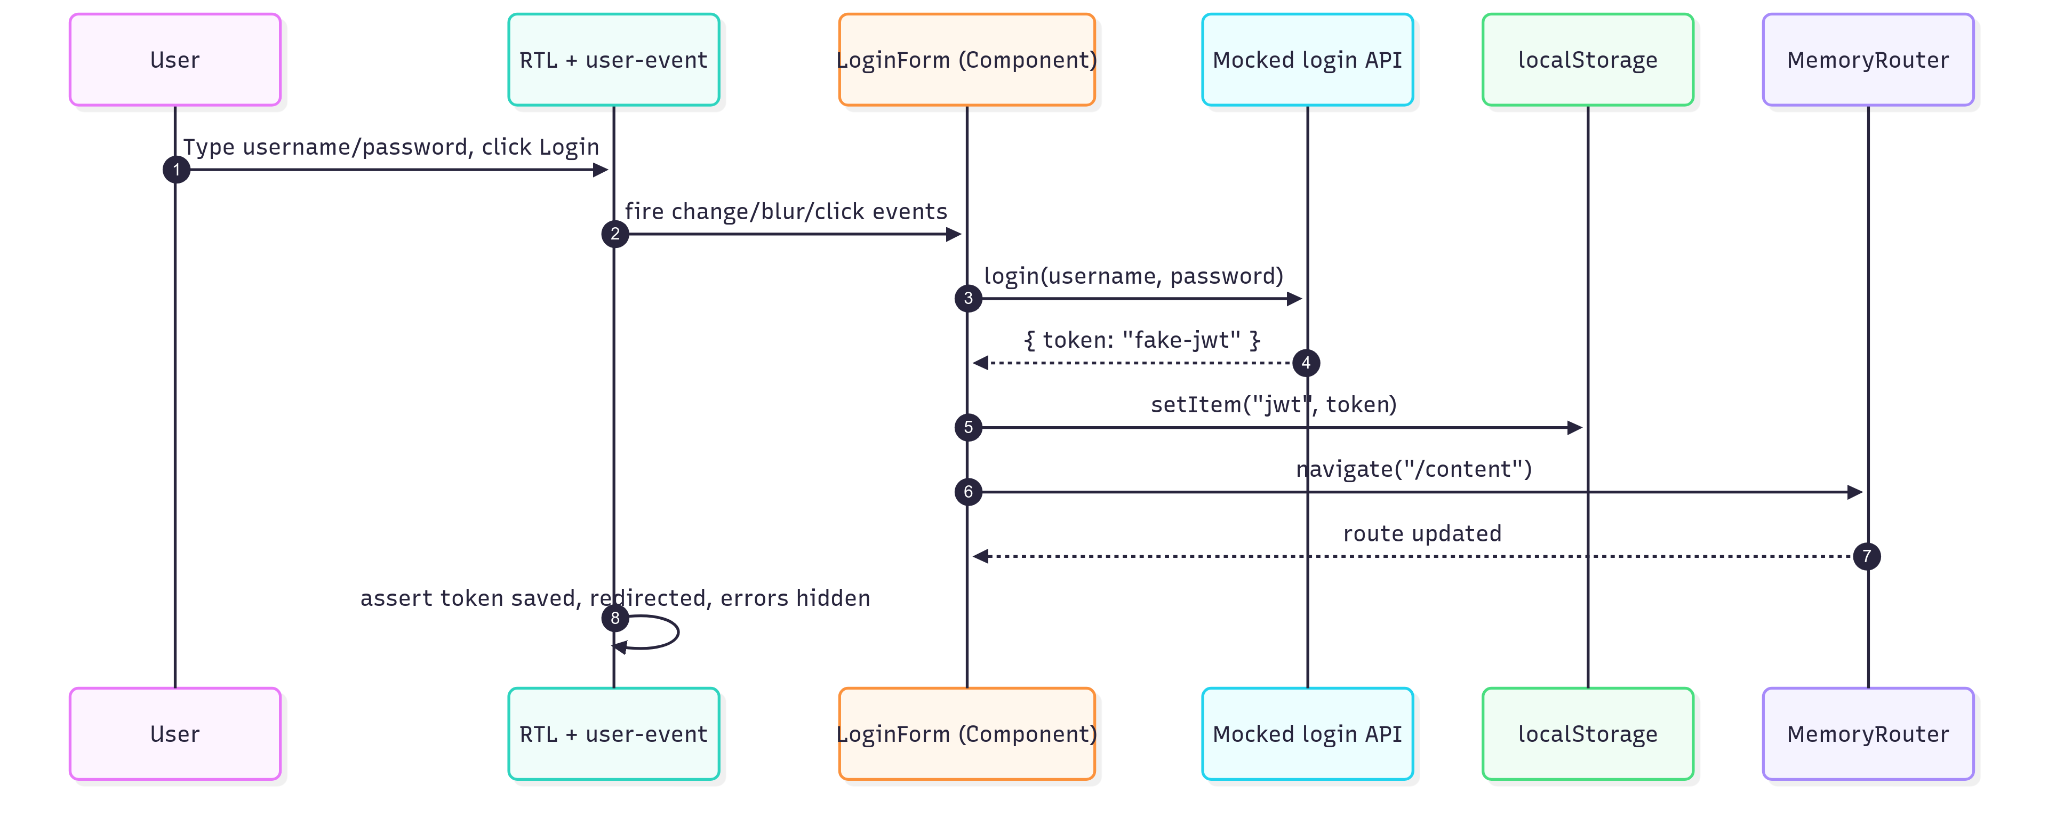 User
RTL + user-event
LoginForm (Component)
Mocked login API
localStorage
MemoryRouter
Type username/password, click Login
1
fire change/blur/click events
2
login(username, password)
3
{ token: "fake-jwt" }
4
setItem("jwt", token)
5
navigate("/content")
6
route updated
7
assert token saved, redirected, errors hidden
8
User
RTL + user-event
LoginForm (Component)
Mocked login API
localStorage
MemoryRouter